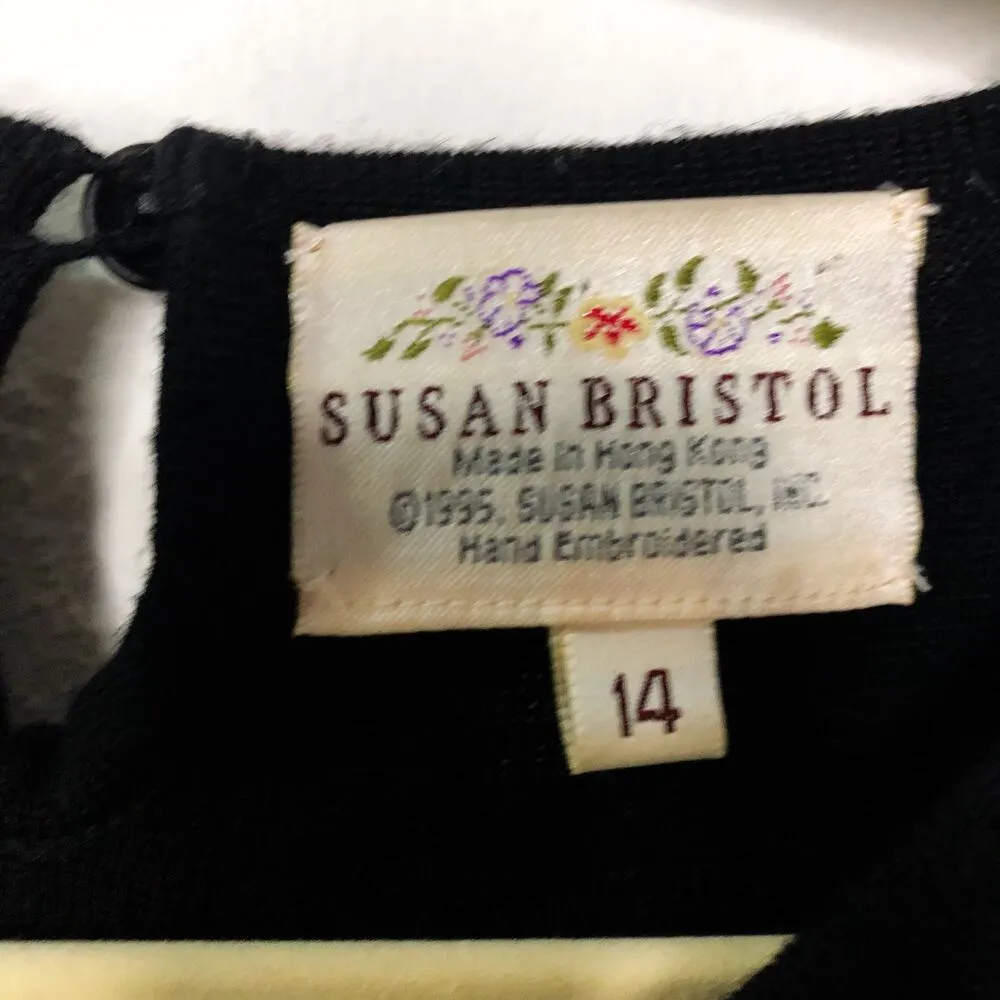 SUSAN BRISTOL
Made in Hong Kong
©1995, SUSAN BRISTOL, INC.
Hand Embroidered
14